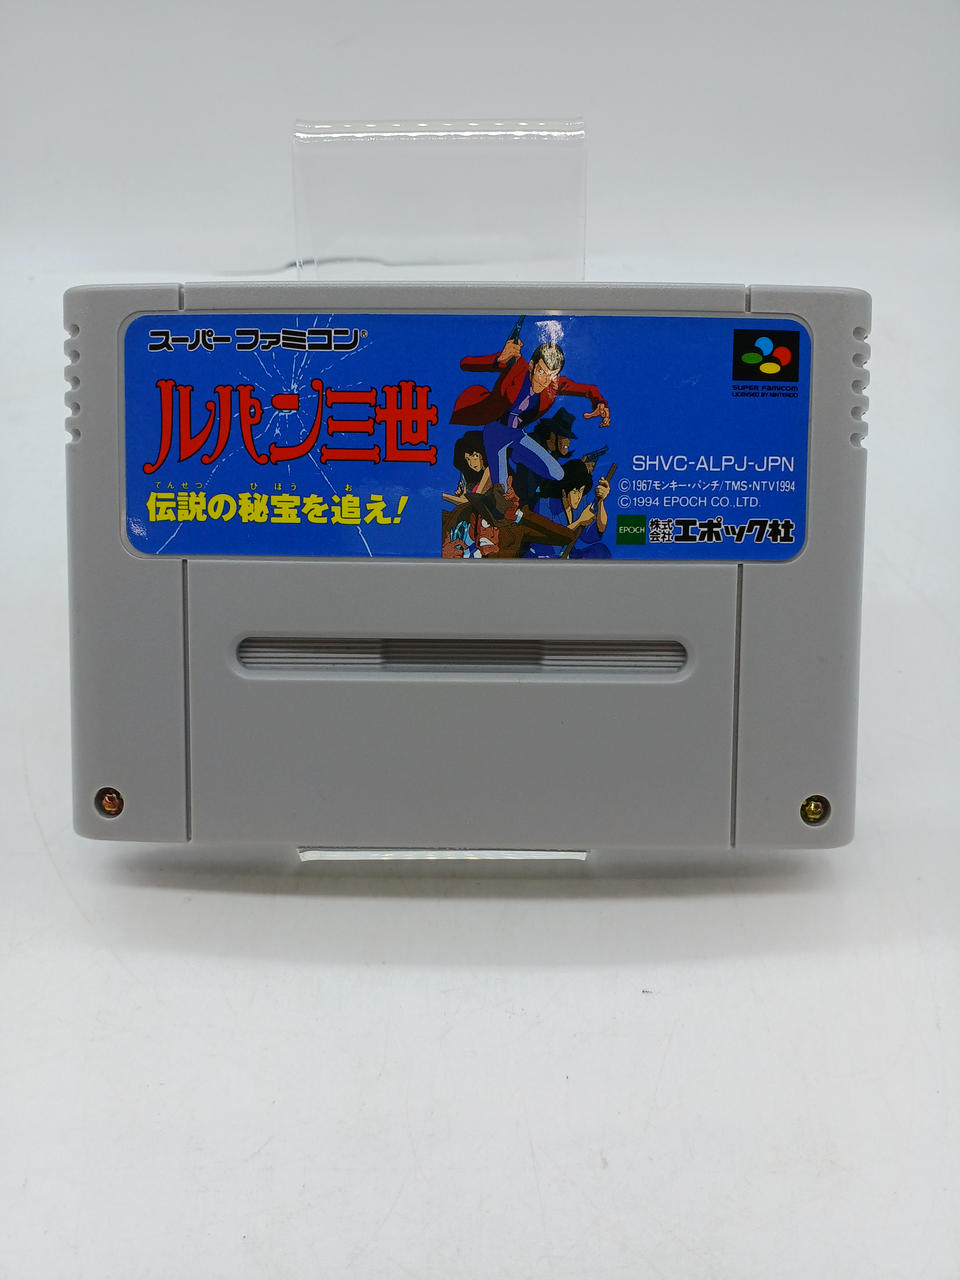 スーパーファミコン®
ルパン三世
でんせつ ひほう お
伝説の秘宝を追え!
SUPER FAMICOM
LICENSED BY NINTENDO
SHVC-ALPJ-JPN
©1967モンキー・パンチ/TMS・NTV1994
©1994 EPOCH CO.,LTD.
EPOCH 株式会社エポック社